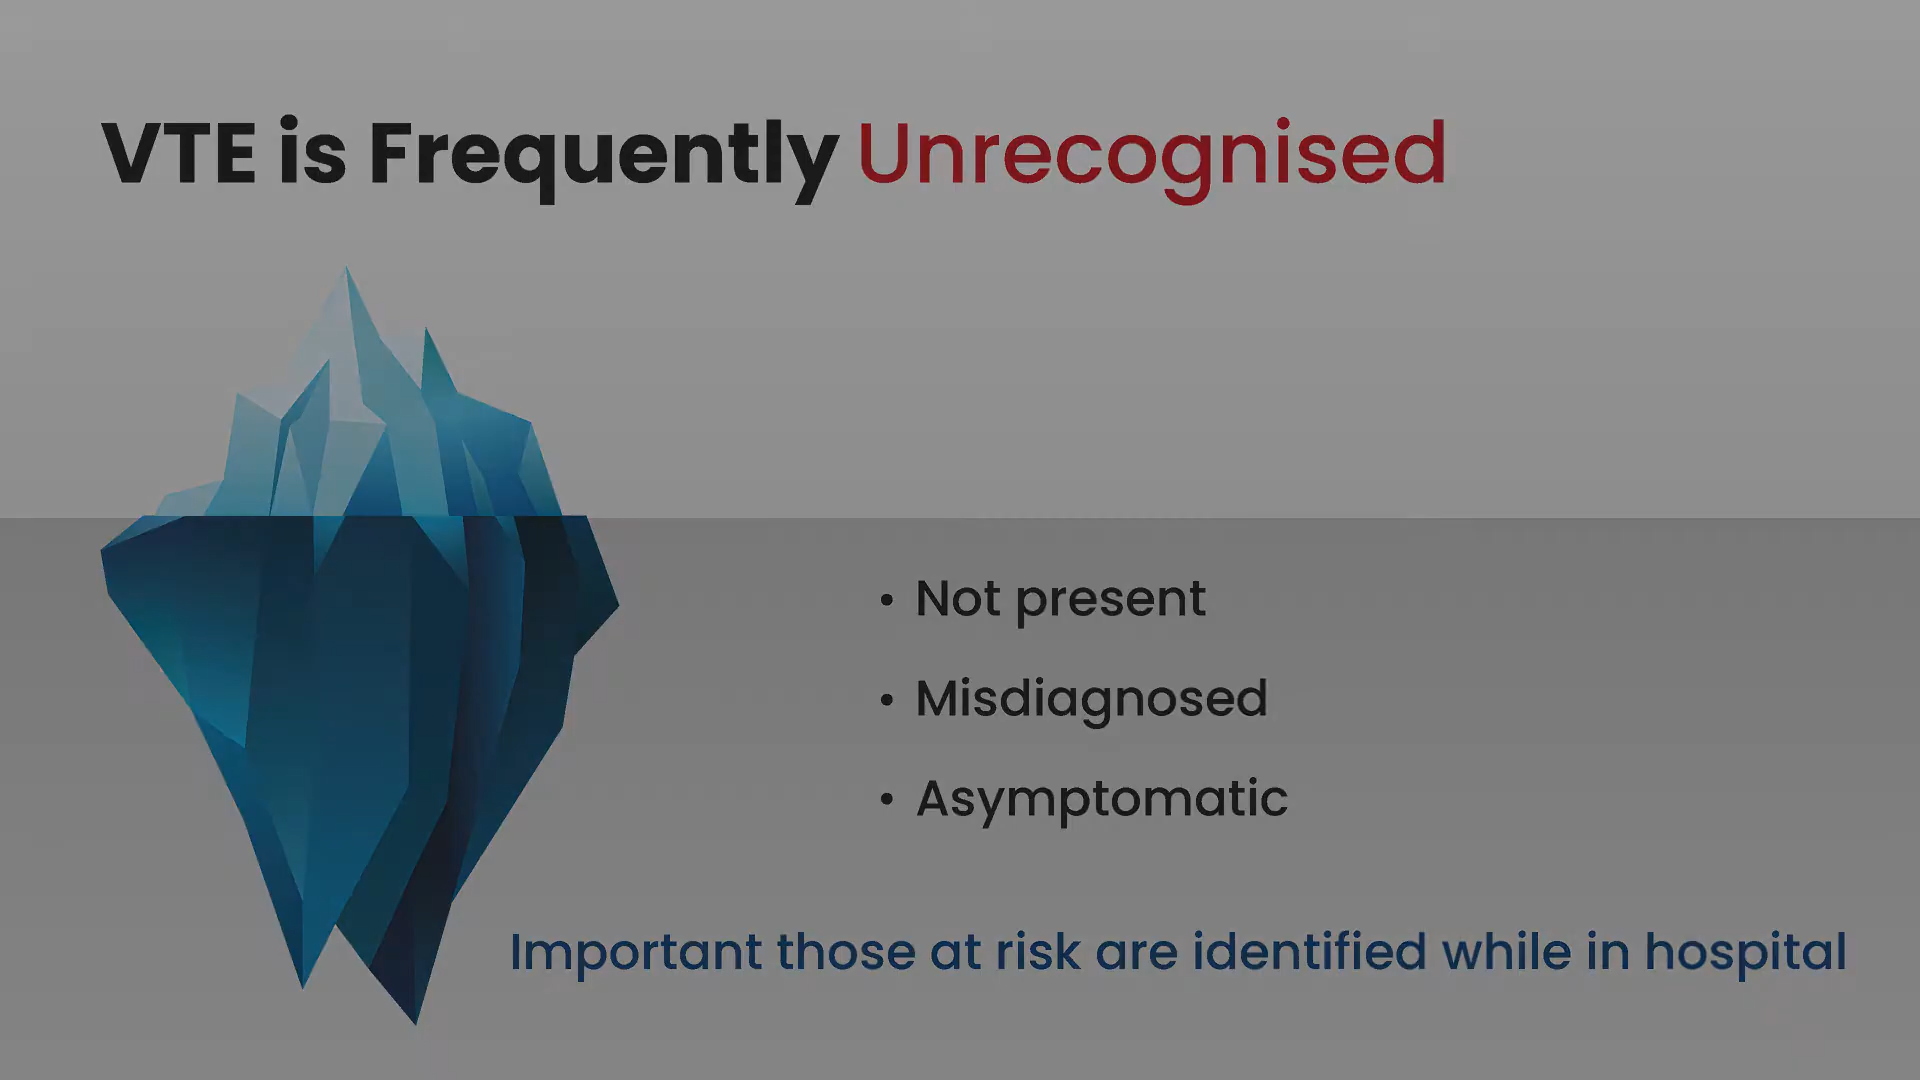 VTE is Frequently Unrecognised
• Not present
• Misdiagnosed
• Asymptomatic
Important those at risk are identified while in hospital